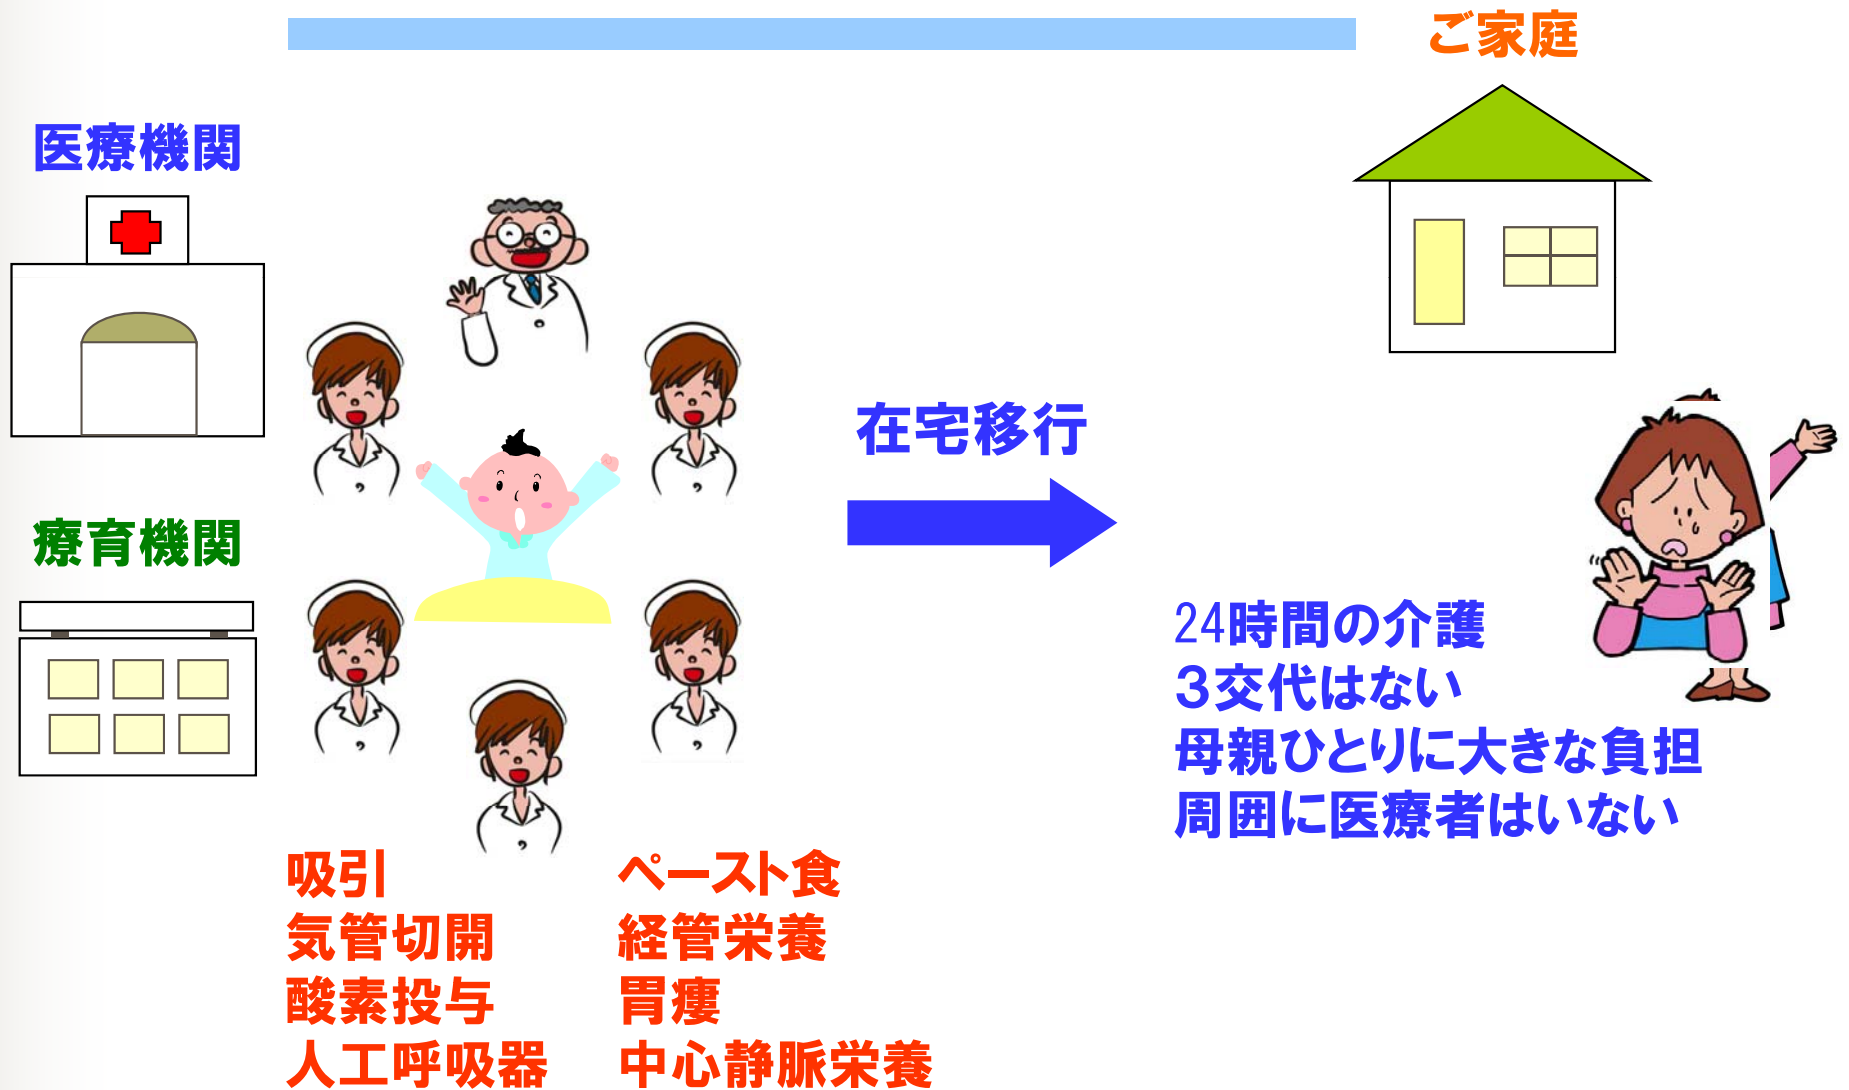 ご家庭
医療機関
療育機関
在宅移行
24時間の介護
３交代はない
母親ひとりに大きな負担
周囲に医療者はいない
吸引
気管切開
酸素投与
人工呼吸器
ペースト食
経管栄養
胃瘻
中心静脈栄養